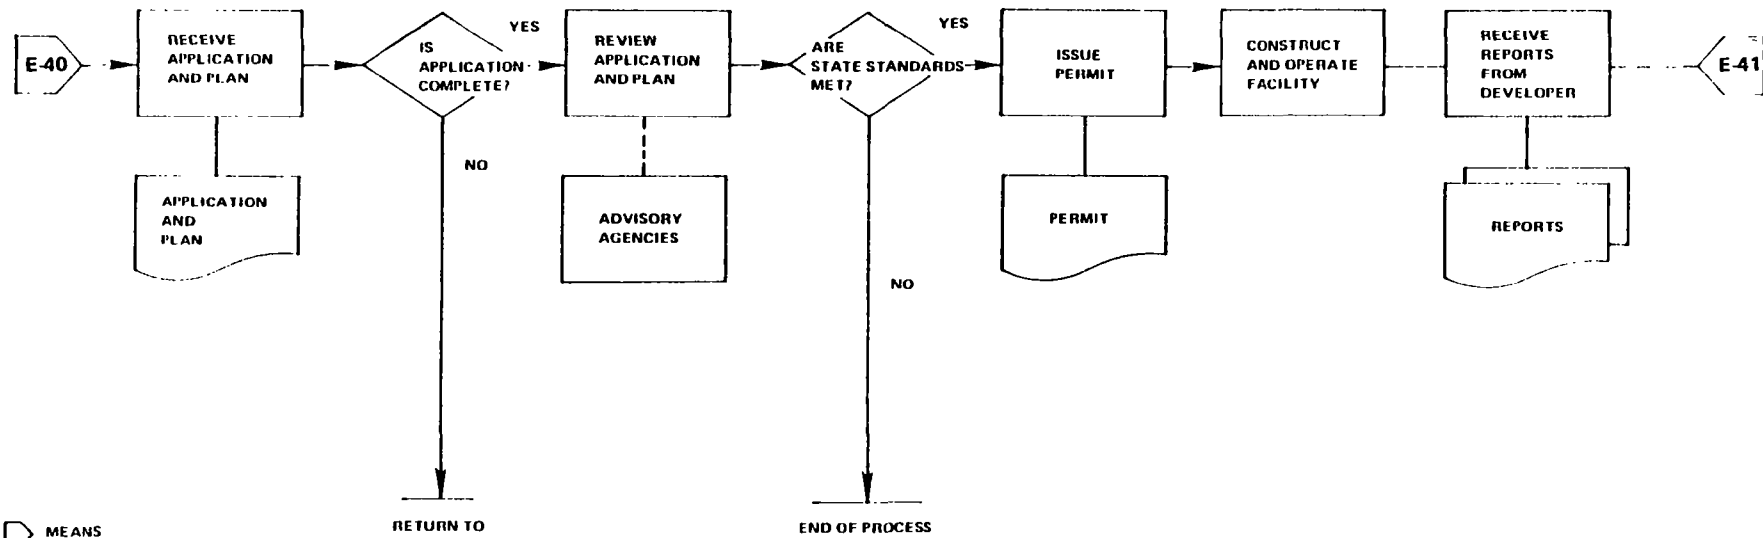 E-40
RECEIVE
APPLICATION
AND PLAN
IS
APPLICATION
COMPLETE?
YES
REVIEW
APPLICATION
AND PLAN
ARE
STATE STANDARDS
MET?
YES
ISSUE
PERMIT
CONSTRUCT
AND OPERATE
FACILITY
RECEIVE
REPORTS
FROM
DEVELOPER
E-41
NO
APPLICATION
AND
PLAN
ADVISORY
AGENCIES
NO
PERMIT
REPORTS
RETURN TO
END OF PROCESS
MEANS